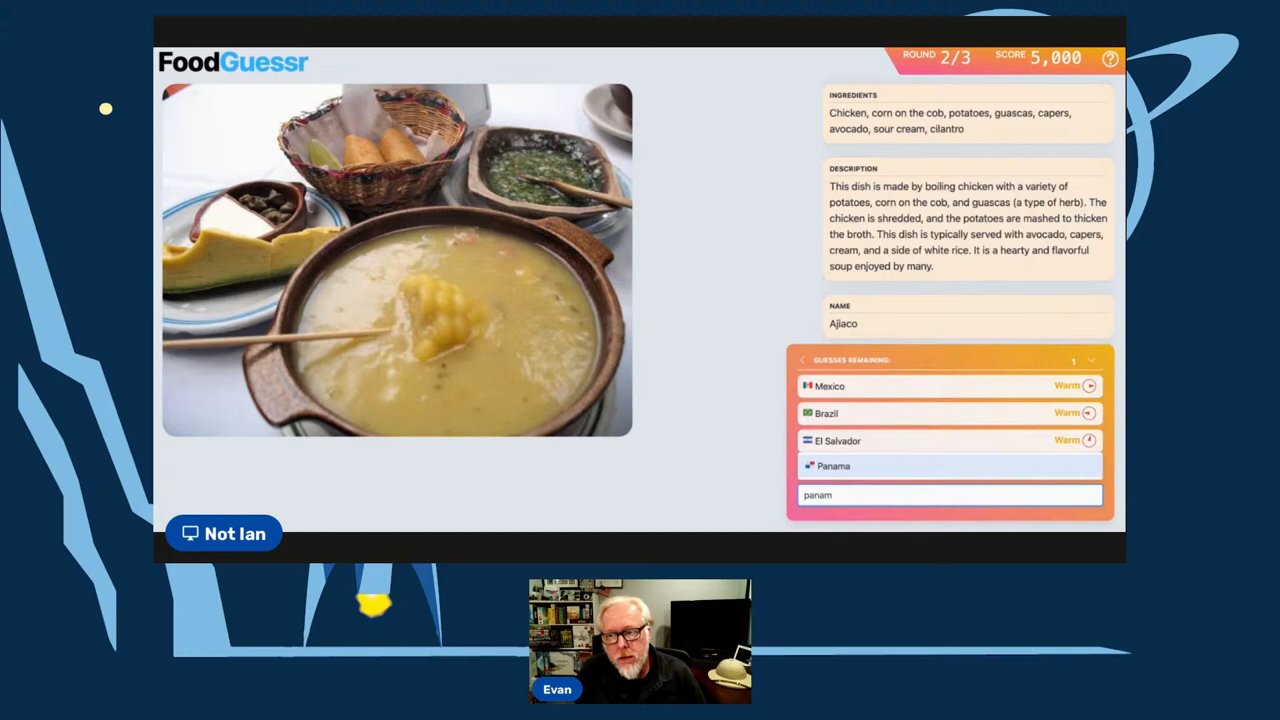 FoodGuessr
ROUND 2/3 SCORE 5,000 ?
INGREDIENTS
Chicken, corn on the cob, potatoes, guascas, capers,
avocado, sour cream, cilantro
DESCRIPTION
This dish is made by boiling chicken with a variety of
potatoes, corn on the cob, and guascas (a type of herb). The
chicken is shredded, and the potatoes are mashed to thicken
the broth. This dish is typically served with avocado, capers,
cream, and a side of white rice. It is a hearty and flavorful
soup enjoyed by many.
NAME
Ajiaco
GUESSES REMAINING: 1
Mexico Warm
Brazil Warm
El Salvador Warm
Panama
panam
Not Ian
Evan